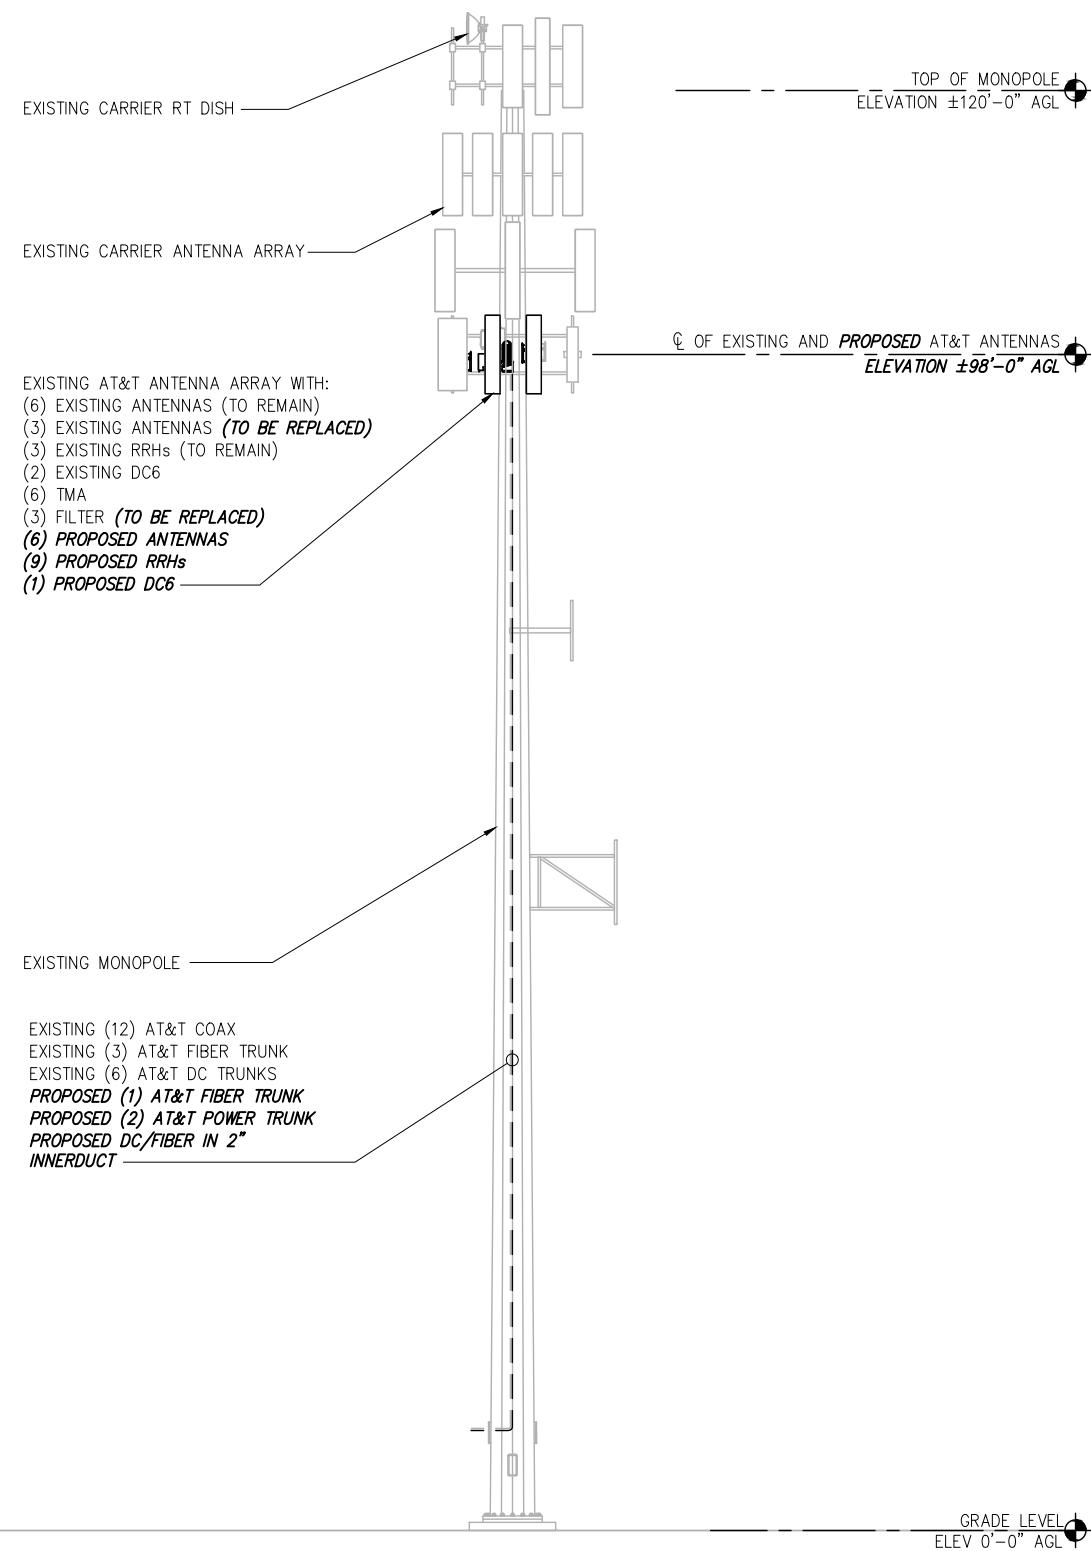 TOP OF MONOPOLE
ELEVATION ±120'-0" AGL
EXISTING CARRIER RT DISH
EXISTING CARRIER ANTENNA ARRAY
℄ OF EXISTING AND PROPOSED AT&T ANTENNAS
ELEVATION ±98'-0" AGL
EXISTING AT&T ANTENNA ARRAY WITH:
(6) EXISTING ANTENNAS (TO REMAIN)
(3) EXISTING ANTENNAS (TO BE REPLACED)
(3) EXISTING RRHs (TO REMAIN)
(2) EXISTING DC6
(6) TMA
(3) FILTER (TO BE REPLACED)
(6) PROPOSED ANTENNAS
(9) PROPOSED RRHs
(1) PROPOSED DC6
EXISTING MONOPOLE
EXISTING (12) AT&T COAX
EXISTING (3) AT&T FIBER TRUNK
EXISTING (6) AT&T DC TRUNKS
PROPOSED (1) AT&T FIBER TRUNK
PROPOSED (2) AT&T POWER TRUNK
PROPOSED DC/FIBER IN 2"
INNERDUCT
GRADE LEVEL
ELEV 0'-0" AGL